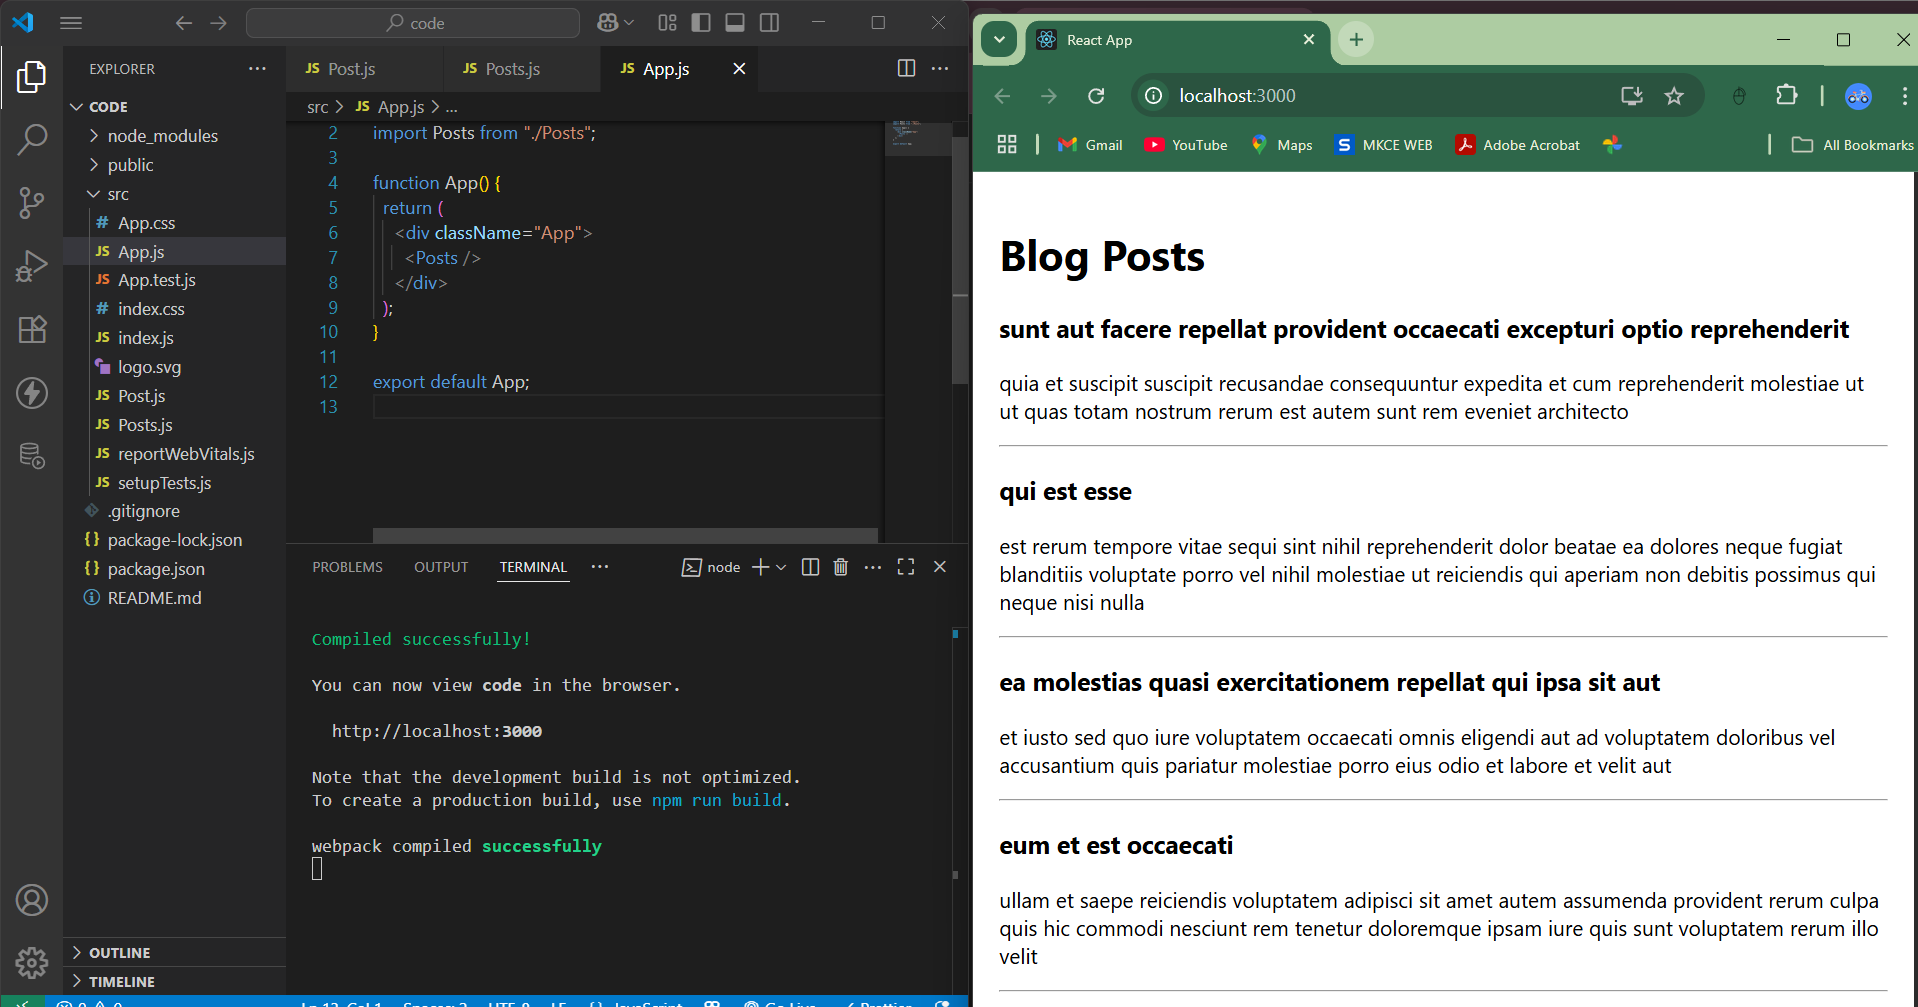 code
EXPLORER
CODE
node_modules
public
src
# App.css
JS App.js
JS App.test.js
# index.css
JS index.js
logo.svg
JS Post.js
JS Posts.js
JS reportWebVitals.js
JS setupTests.js
.gitignore
{} package-lock.json
{} package.json
README.md
OUTLINE
TIMELINE
JS Post.js
JS Posts.js
JS App.js
src > JS App.js > ...
2 import Posts from "./Posts";
3
4 function App() {
5 return (
6 <div className="App">
7 <Posts />
8 </div>
9 );
10 }
11
12 export default App;
13
PROBLEMS OUTPUT TERMINAL ... node
Compiled successfully!
You can now view code in the browser.
http://localhost:3000
Note that the development build is not optimized.
To create a production build, use npm run build.
webpack compiled successfully
React App
localhost:3000
Gmail YouTube Maps S MKCE WEB Adobe Acrobat All Bookmarks
Blog Posts
sunt aut facere repellat provident occaecati excepturi optio reprehenderit
quia et suscipit suscipit recusandae consequuntur expedita et cum reprehenderit molestiae ut
ut quas totam nostrum rerum est autem sunt rem eveniet architecto
qui est esse
est rerum tempore vitae sequi sint nihil reprehenderit dolor beatae ea dolores neque fugiat
blanditiis voluptate porro vel nihil molestiae ut reiciendis qui aperiam non debitis possimus qui
neque nisi nulla
ea molestias quasi exercitationem repellat qui ipsa sit aut
et iusto sed quo iure voluptatem occaecati omnis eligendi aut ad voluptatem doloribus vel
accusantium quis pariatur molestiae porro eius odio et labore et velit aut
eum et est occaecati
ullam et saepe reiciendis voluptatem adipisci sit amet autem assumenda provident rerum culpa
quis hic commodi nesciunt rem tenetur doloremque ipsam iure quis sunt voluptatem rerum illo
velit